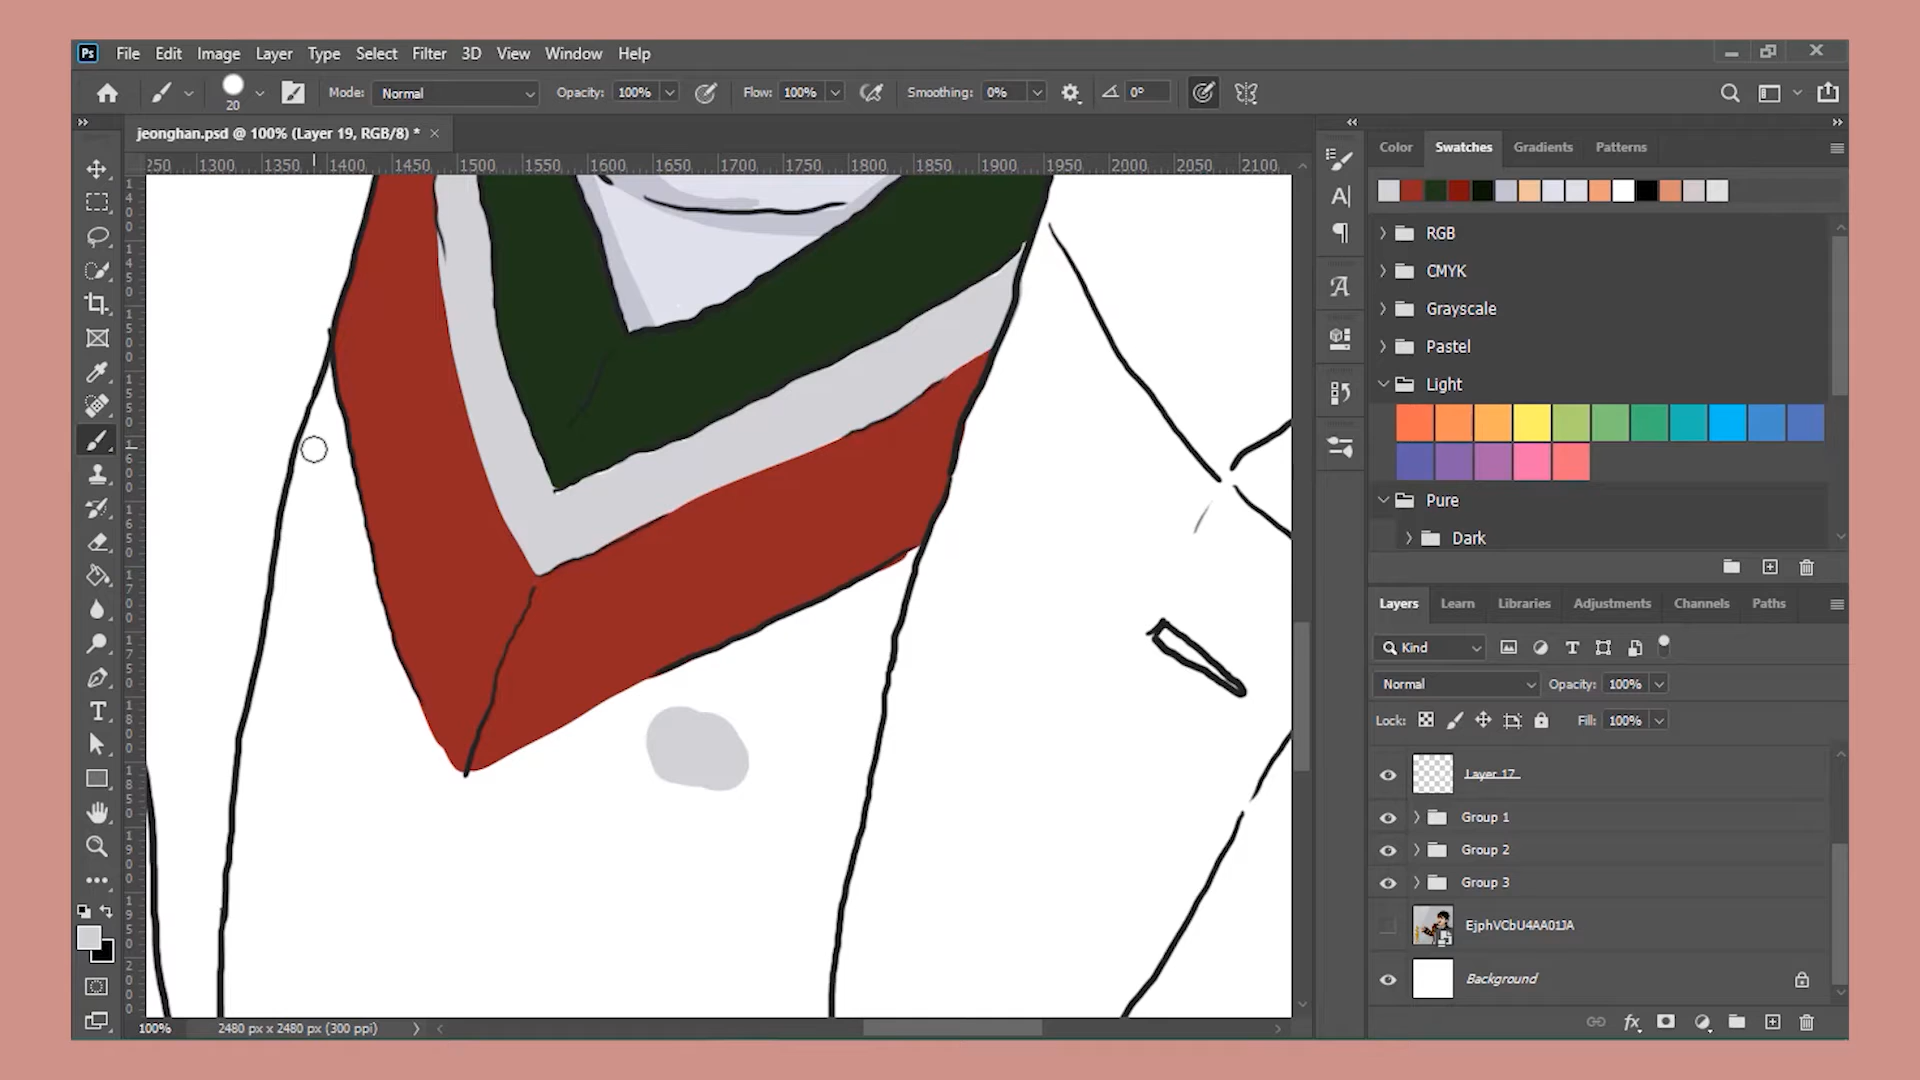 Ps File Edit Image Layer Type Select Filter 3D View Window Help
20 Mode: Normal Opacity: 100% Flow: 100% Smoothing: 0% 0°
jeonghan.psd @ 100% (Layer 19, RGB/8) *
250 1300 1350 1400 1450 1500 1550 1600 1650 1700 1750 1800 1850 1900 1950 2000 2050 2100
Color Swatches Gradients Patterns
RGB
CMYK
Grayscale
Pastel
Light
Pure
Dark
Layers Learn Libraries Adjustments Channels Paths
Kind
Normal Opacity: 100%
Lock: Fill: 100%
Layer 17
Group 1
Group 2
Group 3
EjphVCbU4AA01JA
Background
100% 2480 px x 2480 px (300 ppi)